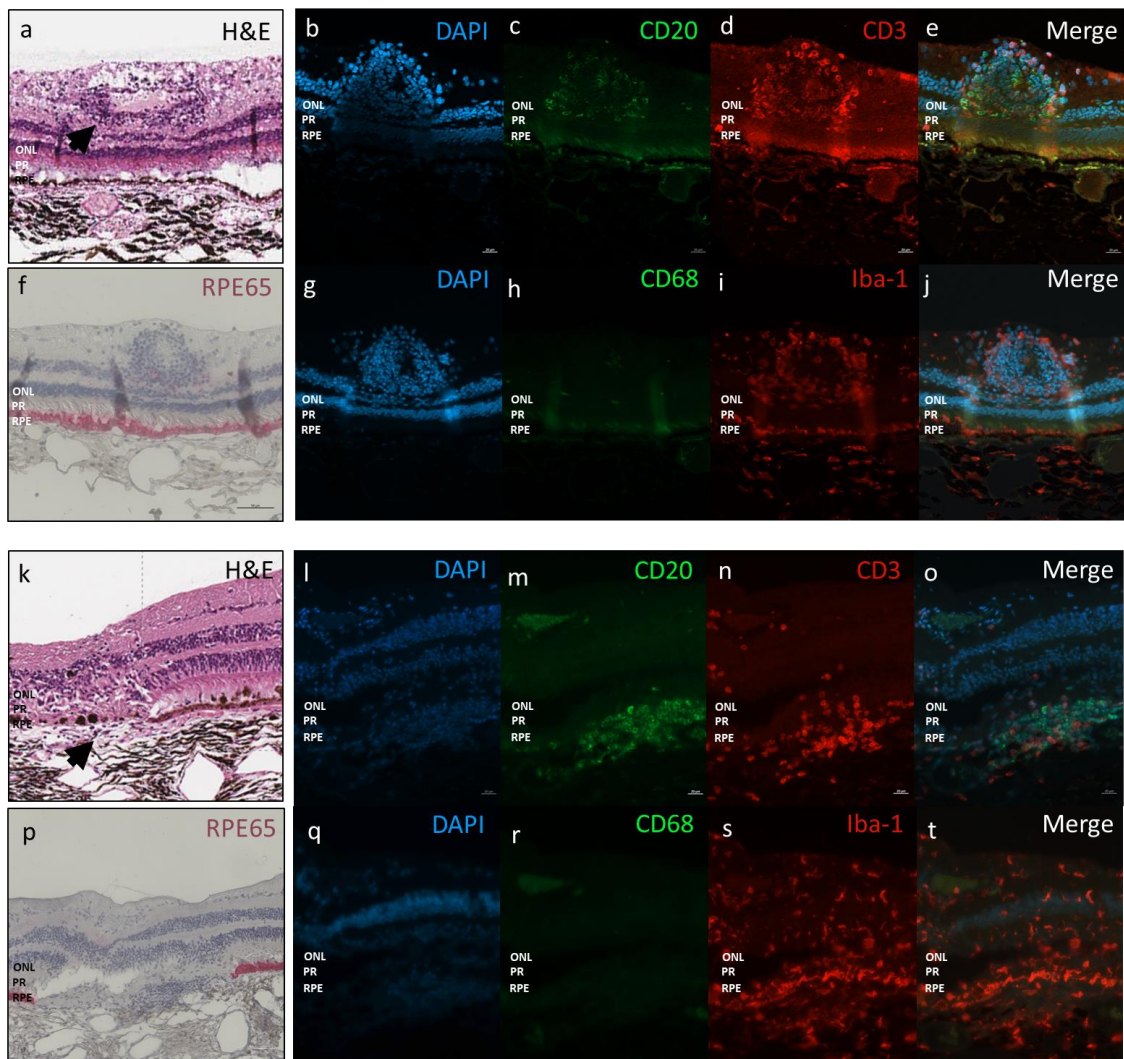 a H&E
ONL
PR
RPE
b DAPI
ONL
PR
RPE
c CD20
ONL
PR
RPE
d CD3
ONL
PR
RPE
e Merge
ONL
PR
RPE
f RPE65
ONL
PR
RPE
g DAPI
ONL
PR
RPE
h CD68
ONL
PR
RPE
i Iba-1
ONL
PR
RPE
j Merge
ONL
PR
RPE
k H&E
ONL
PR
RPE
l DAPI
ONL
PR
RPE
m CD20
ONL
PR
RPE
n CD3
ONL
PR
RPE
o Merge
ONL
PR
RPE
p RPE65
ONL
PR
RPE
q DAPI
ONL
PR
RPE
r CD68
ONL
PR
RPE
s Iba-1
ONL
PR
RPE
t Merge
ONL
PR
RPE